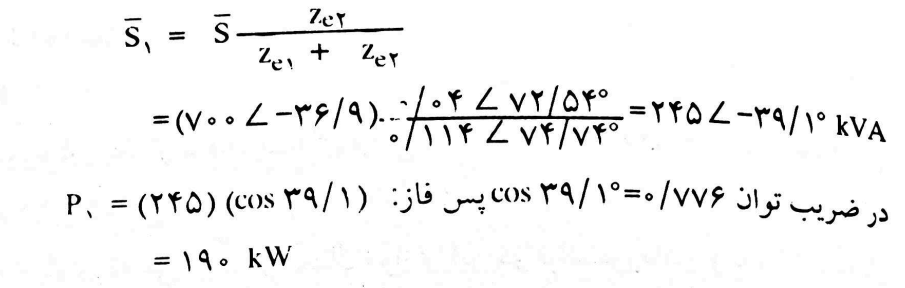 S̄₁ = S̄ Ze۲ / (Ze۱ + Ze۲)
=(۷۰۰∠-۳۶/۹).(۰/۰۴∠۷۲/۵۴°)/(۰/۱۱۴∠۷۴/۷۴°)=۲۴۵∠-۳۹/۱° kVA
در ضریب توان cos ۳۹/۱°=۰/۷۷۶ پس فاز: P۱ = (۲۴۵) (cos ۳۹/۱)
= ۱۹۰ kW